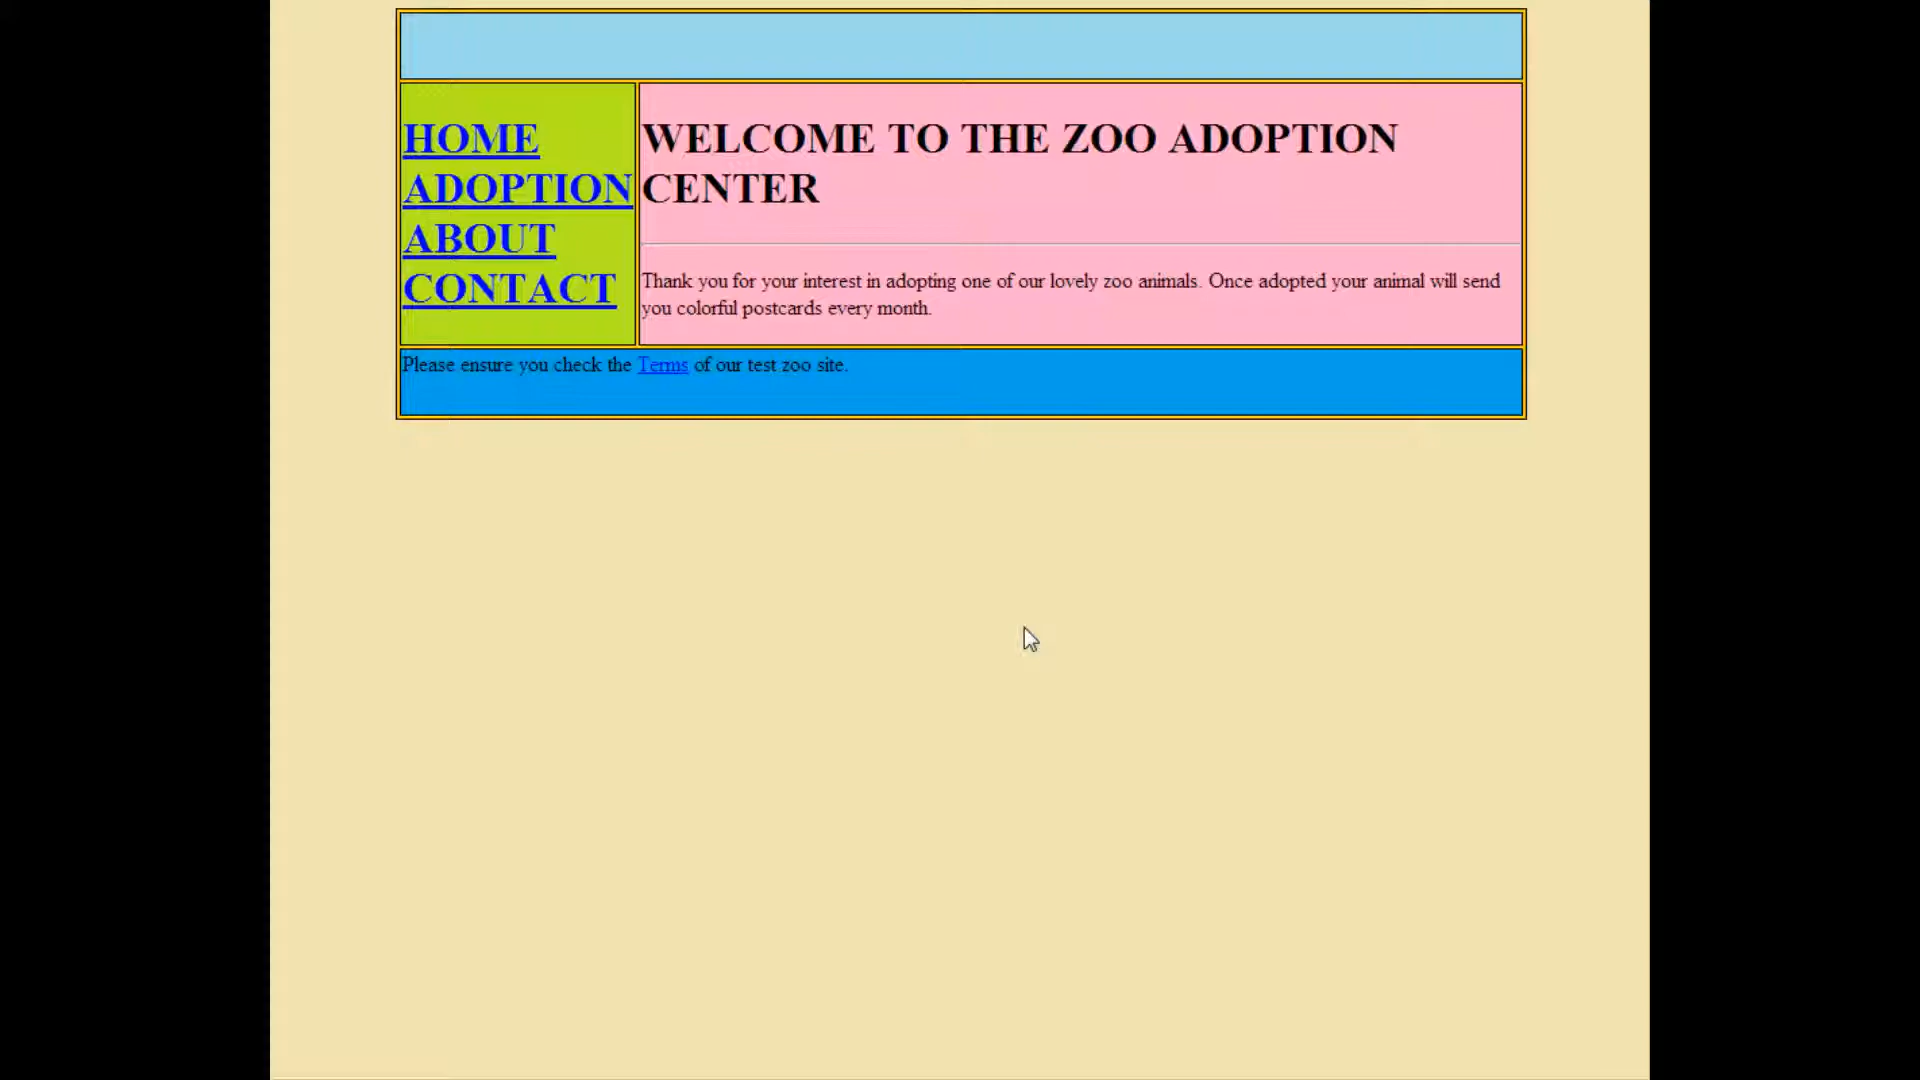 HOME
ADOPTION
ABOUT
CONTACT
WELCOME TO THE ZOO ADOPTION
CENTER
Thank you for your interest in adopting one of our lovely zoo animals. Once adopted your animal will send
you colorful postcards every month.
Please ensure you check the Terms of our test zoo site.